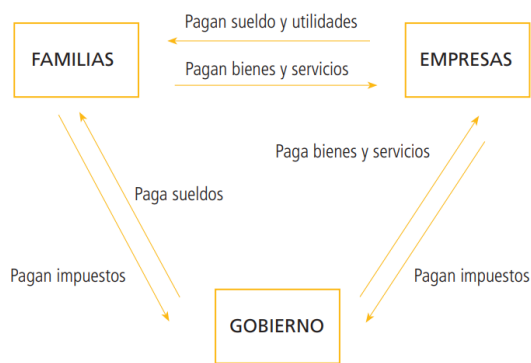 Pagan sueldo y utilidades
FAMILIAS
EMPRESAS
Pagan bienes y servicios
Paga bienes y servicios
Paga sueldos
Pagan impuestos
Pagan impuestos
GOBIERNO